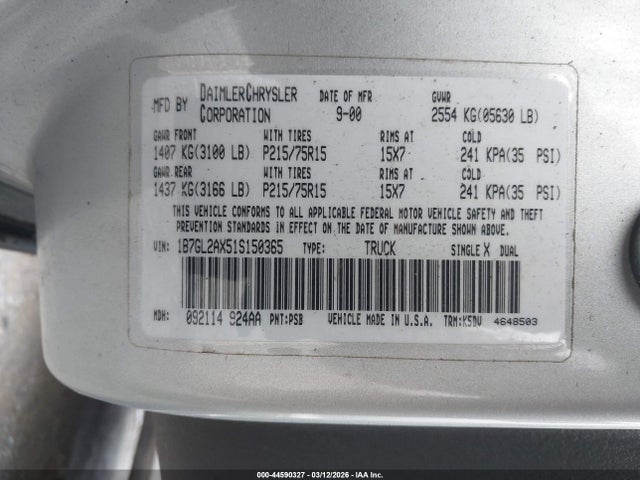 MFD BY DAIMLERCHRYSLER CORPORATION DATE OF MFR 9-00 GVWR 2554 KG(05630 LB)
GAWR FRONT WITH TIRES RIMS AT COLD
1407 KG(3100 LB) P215/75R15 15X7 241 KPA(35 PSI)
GAWR REAR WITH TIRES RIMS AT COLD
1437 KG(3166 LB) P215/75R15 15X7 241 KPA(35 PSI)
THIS VEHICLE CONFORMS TO ALL APPLICABLE FEDERAL MOTOR VEHICLE SAFETY AND THEFT
PREVENTION STANDARDS IN EFFECT ON THE DATE OF MANUFACTURE SHOWN ABOVE.
VIN: 1B7GL2AX51S150365 TYPE: TRUCK SINGLE X DUAL
MDH: 092114 924AA PNT:PSB VEHICLE MADE IN U.S.A. TRM:K5DV 4648503
000-44590327 - 03/12/2026 - IAA Inc.